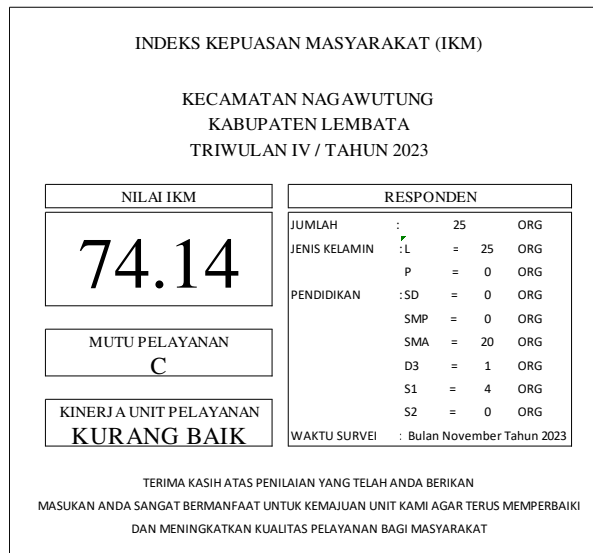 INDEKS KEPUASAN MASYARAKAT (IKM)
KECAMATAN NAGAWUTUNG
KABUPATEN LEMBATA
TRIWULAN IV / TAHUN 2023
NILAI IKM
74.14
MUTU PELAYANAN
C
KINERJA UNIT PELAYANAN
KURANG BAIK
RESPONDEN
JUMLAH : 25 ORG
JENIS KELAMIN : L = 25 ORG
P = 0 ORG
PENDIDIKAN : SD = 0 ORG
SMP = 0 ORG
SMA = 20 ORG
D3 = 1 ORG
S1 = 4 ORG
S2 = 0 ORG
WAKTU SURVEI : Bulan November Tahun 2023
TERIMA KASIH ATAS PENILAIAN YANG TELAH ANDA BERIKAN
MASUKAN ANDA SANGAT BERMANFAAT UNTUK KEMAJUAN UNIT KAMI AGAR TERUS MEMPERBAIKI
DAN MENINGKATKAN KUALITAS PELAYANAN BAGI MASYARAKAT